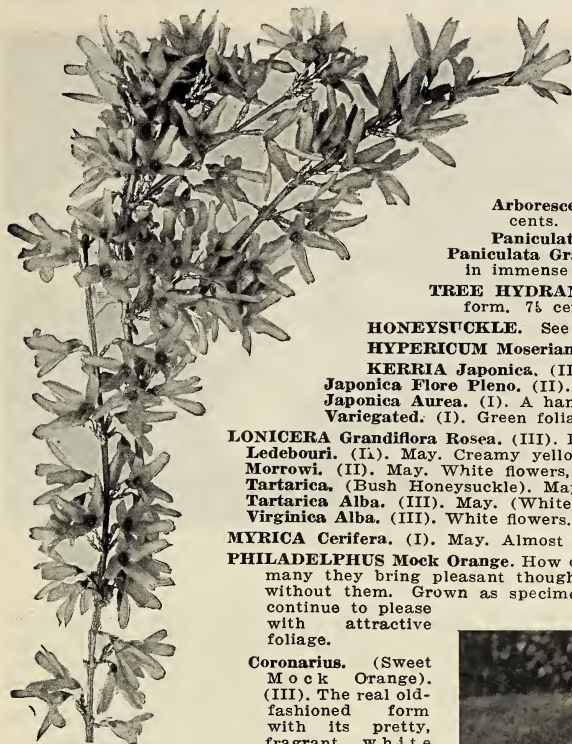 Arboresce
cents.
Paniculat
Paniculata Gr
in immense
TREE HYDRAN
form. 75 ce
HONEYSUCKLE. See
HYPERICUM Moserian
KERRIA Japonica. (II
Japonica Flore Pleno. (II).
Japonica Aurea. (I). A han
Variegated. (I). Green folia
LONICERA Grandiflora Rosea. (III).
Ledebouri. (II). May. Creamy yello
Morrowi. (II). May. White flowers,
Tartarica. (Bush Honeysuckle). Ma
Tartarica Alba. (III). May. (White
Virginica Alba. (III). White flowers.
MYRICA Cerifera. (I). May. Almost
PHILADELPHUS Mock Orange. How
many they bring pleasant though
without them. Grown as specime
continue to please
with attractive
foliage.
Coronarius. (Sweet
Mock Orange).
(III). The real old-
fashioned form
with its pretty,
fragrant white